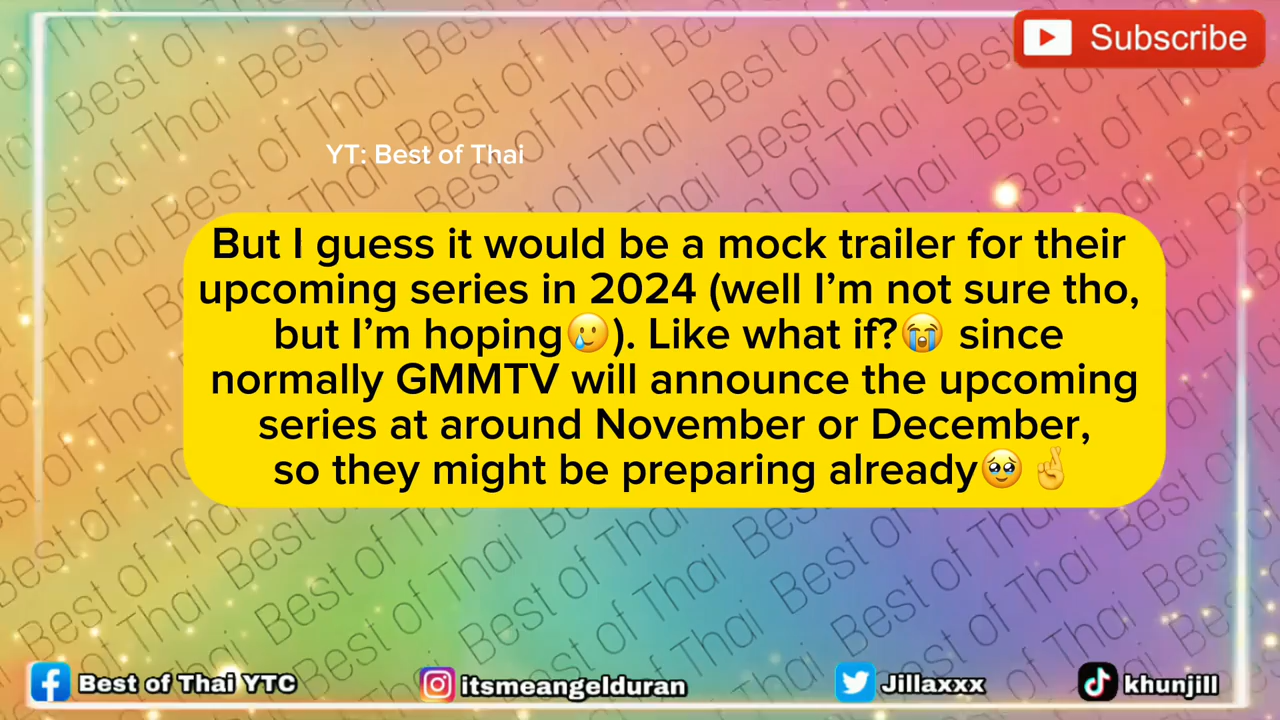 Subscribe
YT: Best of Thai
But I guess it would be a mock trailer for their
upcoming series in 2024 (well I’m not sure tho,
but I’m hoping🥲). Like what if?😭 since
normally GMMTV will announce the upcoming
series at around November or December,
so they might be preparing already🥹🤞
Best of Thai YTC
itsmeangelduran
Jillaxxx
khunjill